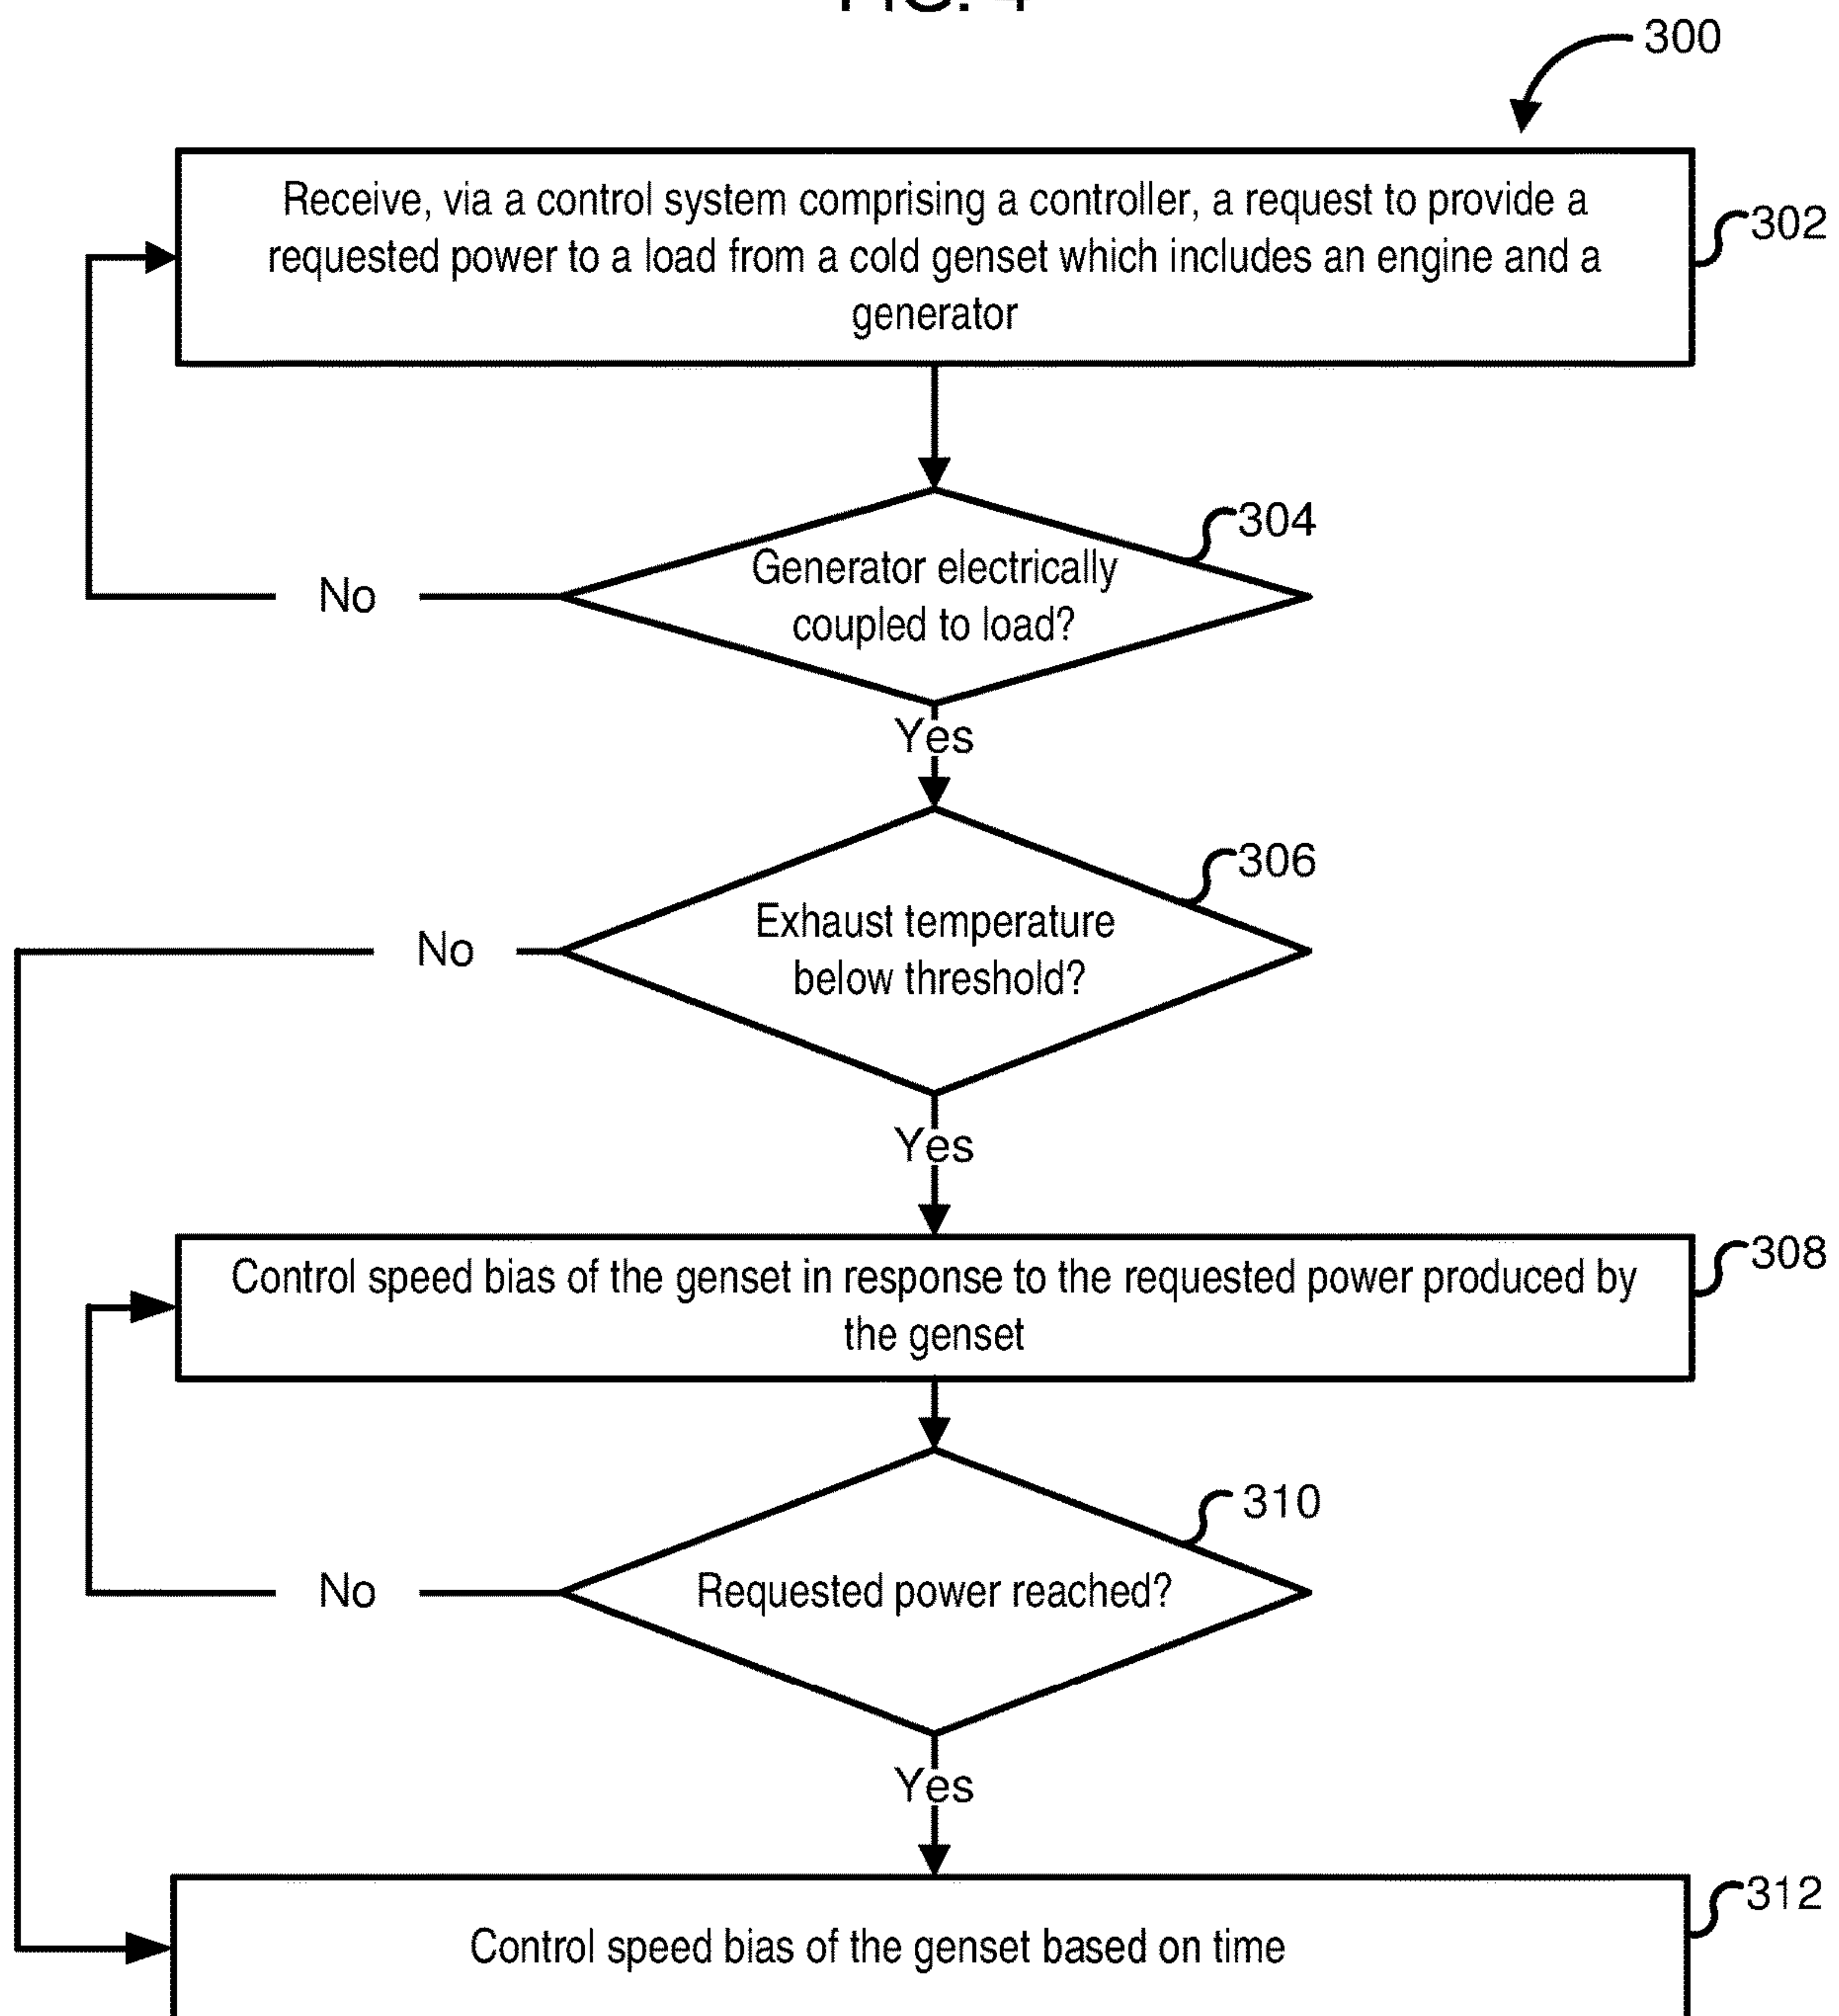 FIG. 4
300
Receive, via a control system comprising a controller, a request to provide a
requested power to a load from a cold genset which includes an engine and a
generator
302
304
Generator electrically
coupled to load?
No
Yes
306
Exhaust temperature
below threshold?
No
Yes
Control speed bias of the genset in response to the requested power produced by
the genset
308
310
Requested power reached?
No
Yes
312
Control speed bias of the genset based on time